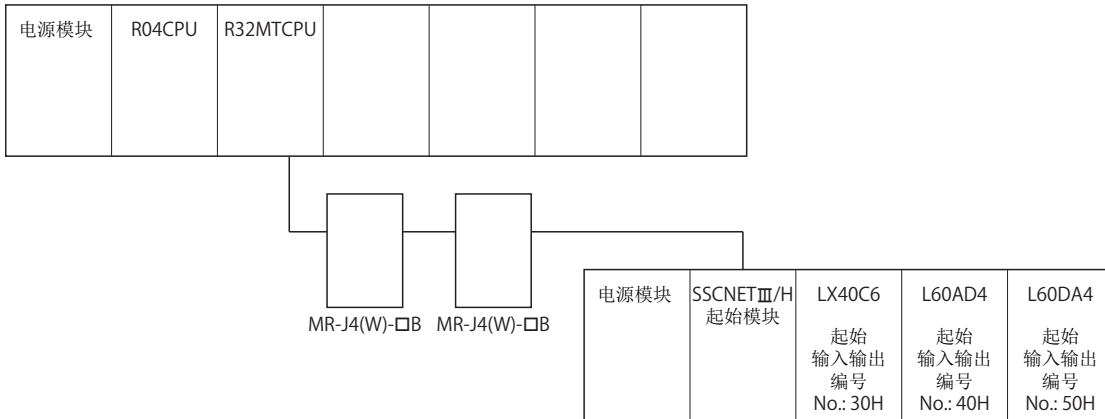 电源模块
R04CPU
R32MTCPU
MR-J4(W)-□B
MR-J4(W)-□B
电源模块
SSCNETⅢ/H
起始模块
LX40C6
起始
输入输出
编号
No.: 30H
L60AD4
起始
输入输出
编号
No.: 40H
L60DA4
起始
输入输出
编号
No.: 50H